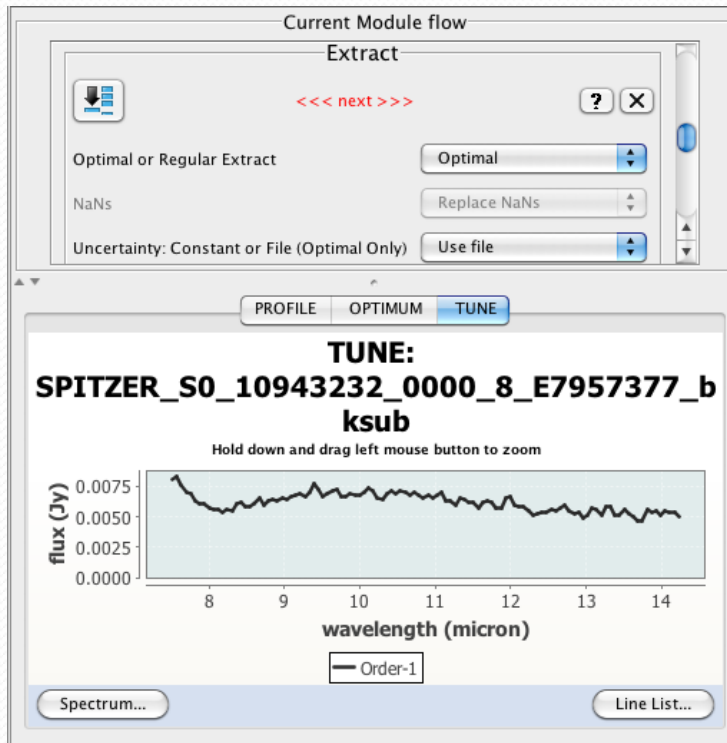 Current Module flow
Extract
<<< next >>>
?
X
Optimal or Regular Extract
Optimal
NaNs
Replace NaNs
Uncertainty: Constant or File (Optimal Only)
Use file
PROFILE OPTIMUM TUNE
TUNE:
SPITZER_S0_10943232_0000_8_E7957377_b
ksub
Hold down and drag left mouse button to zoom
flux (Jy)
0.0075
0.0050
0.0025
0.0000
8 9 10 11 12 13 14
wavelength (micron)
Order-1
Spectrum... Line List...